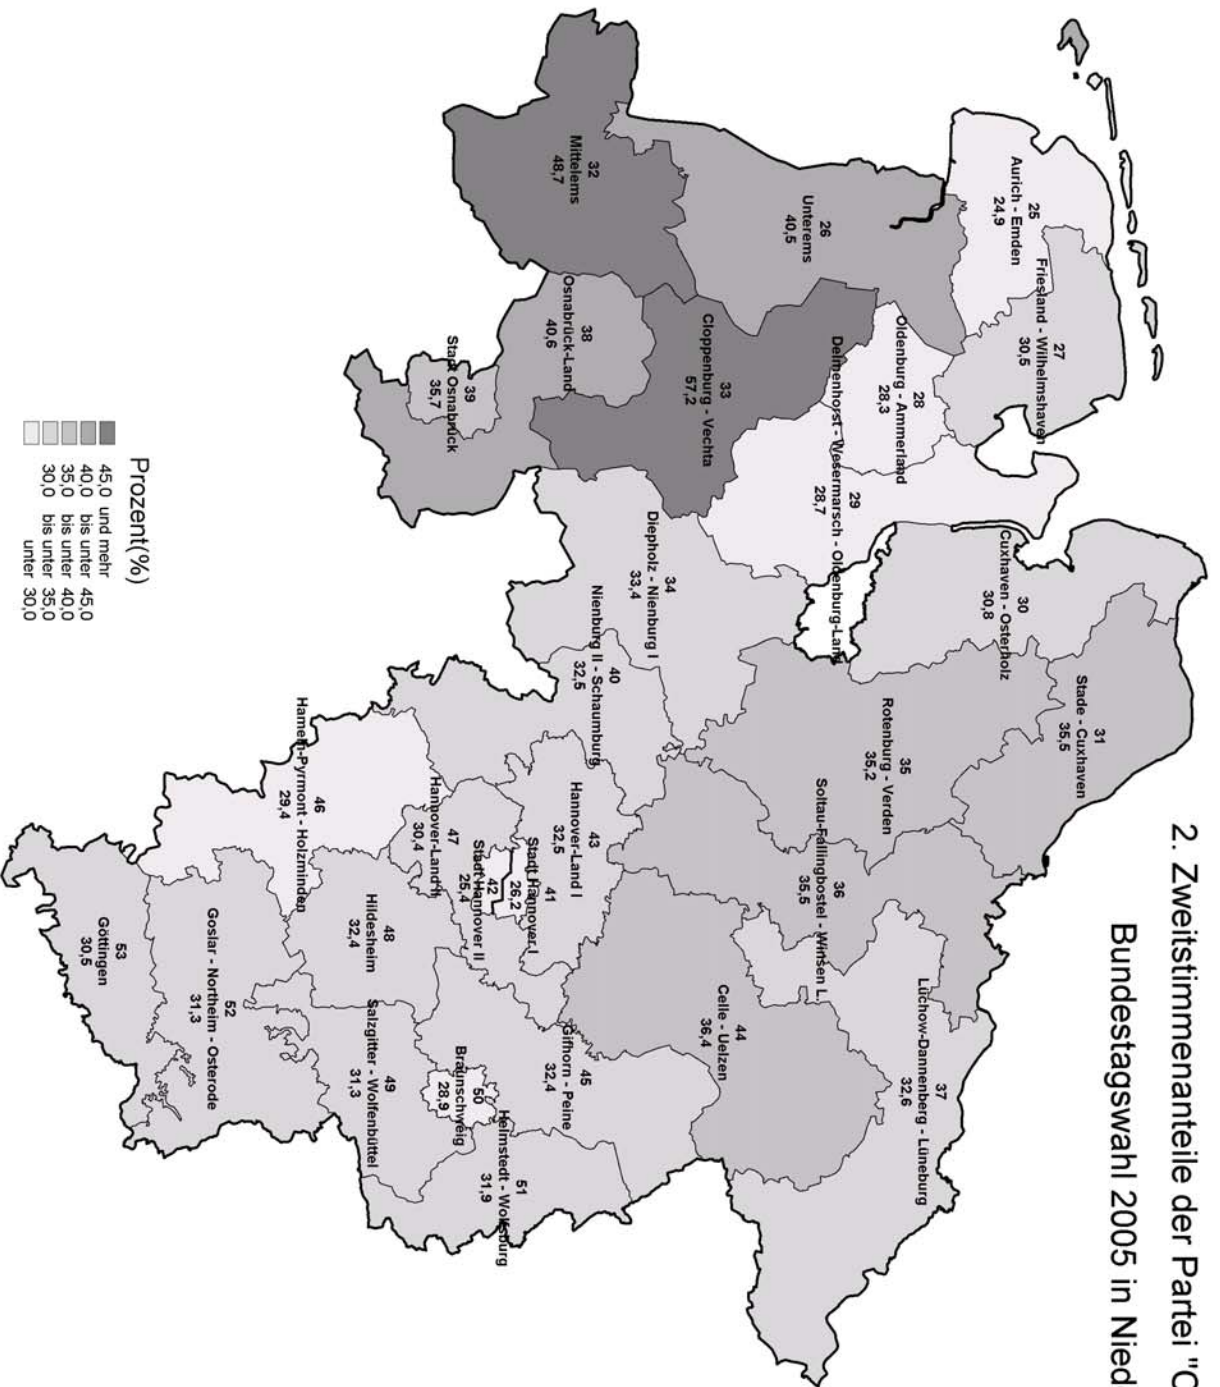 2. Zweitstimmenanteile der Partei "C
Bundestagswahl 2005 in Nied
25
Aurich - Emden
24,9
27
Friesland - Wilhelmshaven
30,5
26
Unterems
40,5
28
Oldenburg - Ammerland
28,3
29
Delmenhorst - Wesermarsch - Oldenburg-Land
28,7
30
Cuxhaven - Osterholz
30,8
31
Stade - Cuxhaven
35,5
32
Mittelems
48,7
33
Cloppenburg - Vechta
57,2
34
Diepholz - Nienburg I
33,4
35
Rotenburg - Verden
35,2
36
Soltau-Fallingbostel - Winsen L.
35,5
37
Lüchow-Dannenberg - Lüneburg
32,6
38
Osnabrück-Land
40,6
39
Stadt Osnabrück
35,7
40
Nienburg II - Schaumburg
32,5
41
Stadt Hannover I
26,2
42
Stadt Hannover II
25,4
43
Hannover-Land I
32,5
44
Celle - Uelzen
36,4
45
Gifhorn - Peine
32,4
46
Hameln-Pyrmont - Holzminden
29,4
47
Hannover-Land II
30,4
48
Hildesheim
32,4
49
Salzgitter - Wolfenbüttel
31,3
50
Braunschweig
28,9
51
Helmstedt - Wolfsburg
31,9
52
Goslar - Northeim - Osterode
31,3
53
Göttingen
30,5
Prozent(%)
45,0 und mehr
40,0 bis unter 45,0
35,0 bis unter 40,0
30,0 bis unter 35,0
unter 30,0